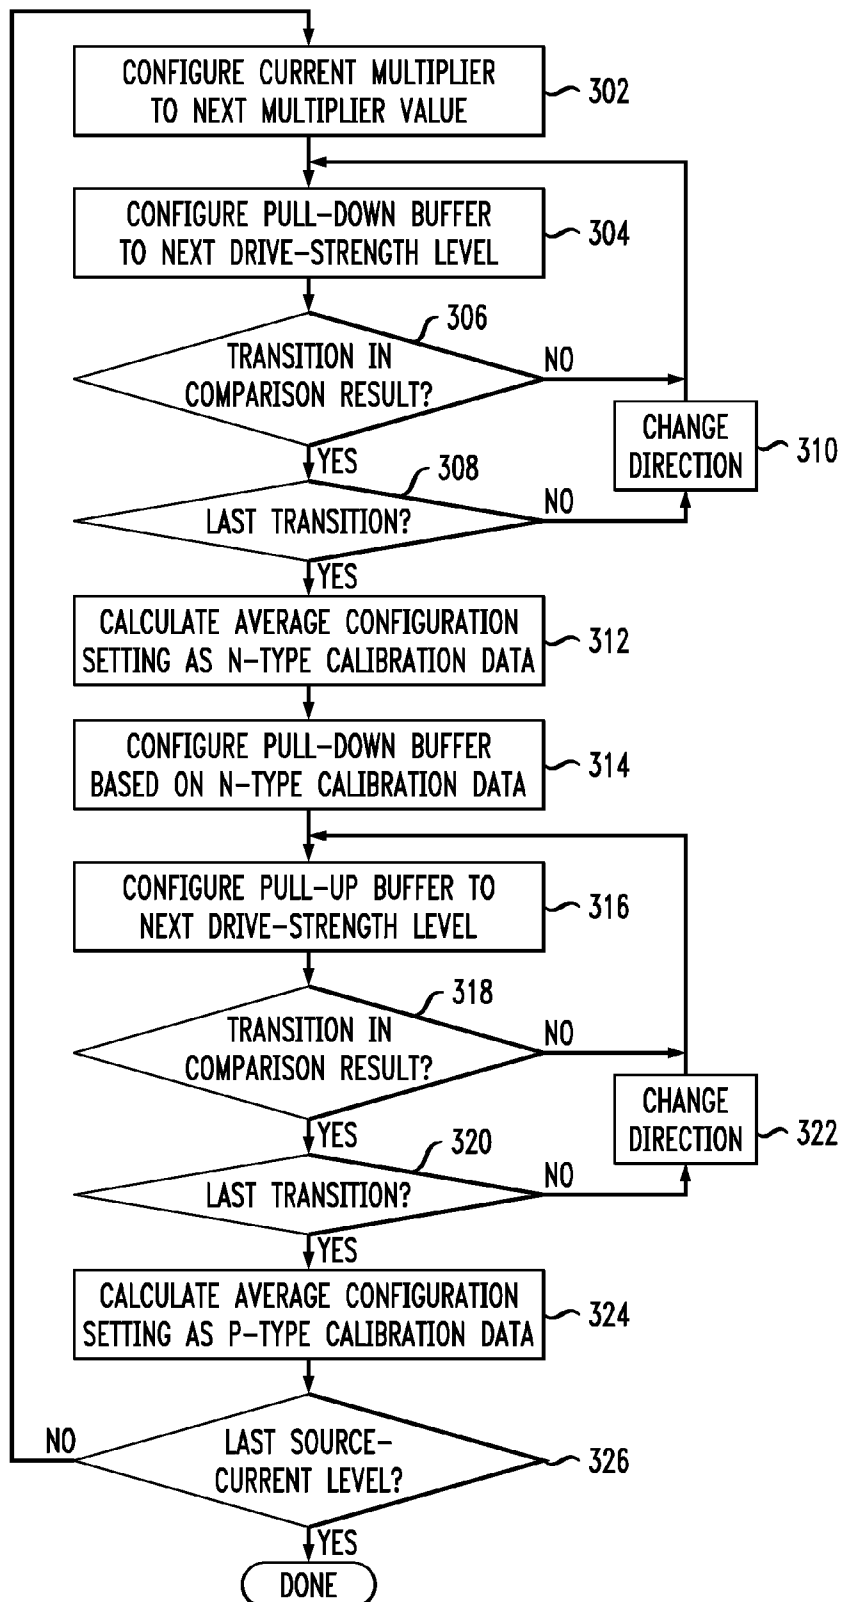 CONFIGURE CURRENT MULTIPLIER
TO NEXT MULTIPLIER VALUE
302
CONFIGURE PULL-DOWN BUFFER
TO NEXT DRIVE-STRENGTH LEVEL
304
306
TRANSITION IN
COMPARISON RESULT?
NO
YES
CHANGE
DIRECTION
310
308
LAST TRANSITION?
NO
YES
CALCULATE AVERAGE CONFIGURATION
SETTING AS N-TYPE CALIBRATION DATA
312
CONFIGURE PULL-DOWN BUFFER
BASED ON N-TYPE CALIBRATION DATA
314
CONFIGURE PULL-UP BUFFER TO
NEXT DRIVE-STRENGTH LEVEL
316
318
TRANSITION IN
COMPARISON RESULT?
NO
YES
CHANGE
DIRECTION
322
320
LAST TRANSITION?
NO
YES
CALCULATE AVERAGE CONFIGURATION
SETTING AS P-TYPE CALIBRATION DATA
324
NO
LAST SOURCE-
CURRENT LEVEL?
326
YES
DONE